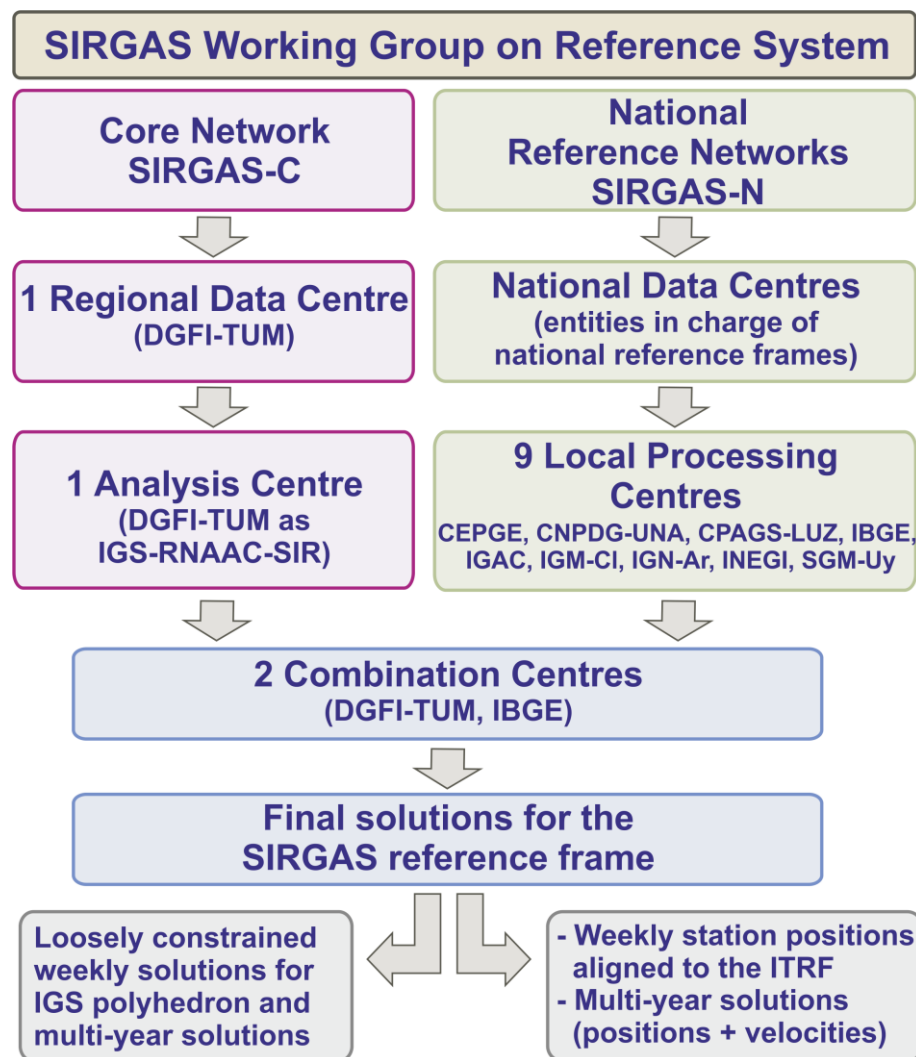 SIRGAS Working Group on Reference System
Core Network
SIRGAS-C
National
Reference Networks
SIRGAS-N
1 Regional Data Centre
(DGFI-TUM)
National Data Centres
(entities in charge of
national reference frames)
1 Analysis Centre
(DGFI-TUM as
IGS-RNAAC-SIR)
9 Local Processing
Centres
CEPGE, CNPDG-UNA, CPAGS-LUZ, IBGE,
IGAC, IGM-Cl, IGN-Ar, INEGI, SGM-Uy
2 Combination Centres
(DGFI-TUM, IBGE)
Final solutions for the
SIRGAS reference frame
Loosely constrained
weekly solutions for
IGS polyhedron and
multi-year solutions
- Weekly station positions
aligned to the ITRF
- Multi-year solutions
(positions + velocities)